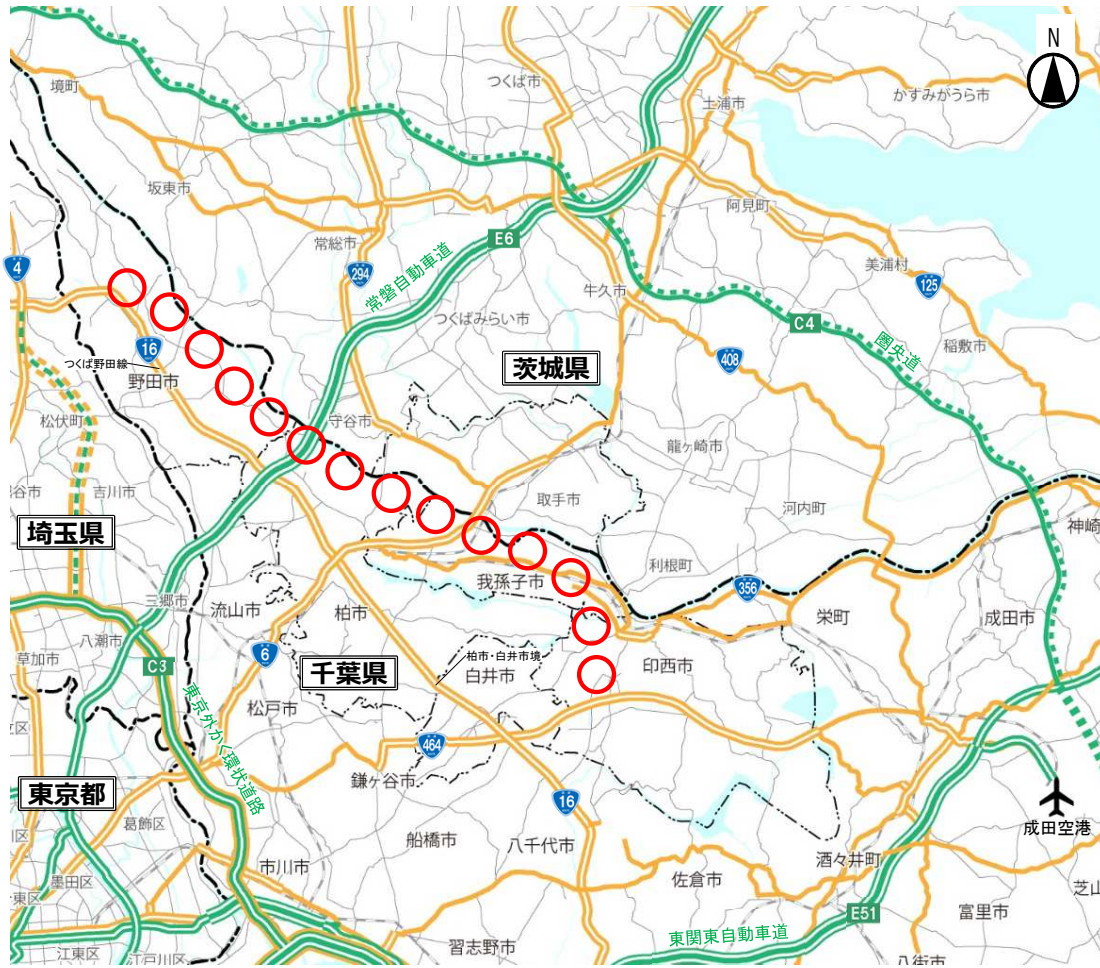 N
境町
つくば市
土浦市
かすみがうら市
坂東市
阿見町
常総市
E6
4
294
常磐自動車道
美浦村
125
牛久市
つくばみらい市
C4
圏央道
稲敷市
16
つくば野田線
野田市
茨城県
408
松伏町
守谷市
龍ヶ崎市
吉川市
取手市
河内町
神崎
埼玉県
利根町
我孫子市
356
三郷市
流山市
柏市
栄町
成田市
八潮市
草加市
C3
6
千葉県
柏市・白井市境
白井市
印西市
東京外かく環状道路
松戸市
464
鎌ヶ谷市
東京都
16
成田空港
葛飾区
船橋市
八千代市
市川市
酒々井町
墨田区
佐倉市
芝山
富里市
E51
東関東自動車道
習志野市
江東区
江戸川区
八街市